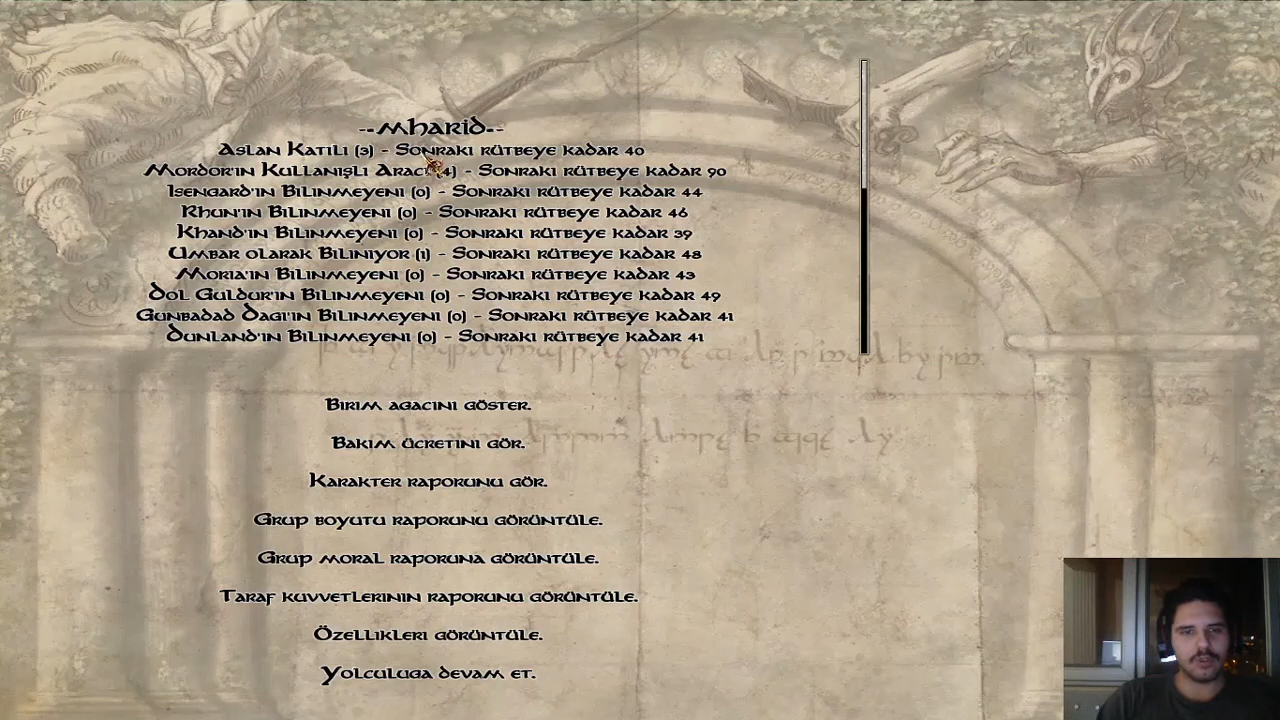 --Mharid--
Aslan Katili (3) - Sonraki rütbeye kadar 40
Mordor'ın Kullanışlı Aracı (4) - Sonraki rütbeye kadar 90
Isengard'ın Bilinmeyeni (0) - Sonraki rütbeye kadar 44
Rhun'ın Bilinmeyeni (0) - Sonraki rütbeye kadar 46
Khand'ın Bilinmeyeni (0) - Sonraki rütbeye kadar 39
Umbar olarak Biliniyor (1) - Sonraki rütbeye kadar 48
Moria'ın Bilinmeyeni (0) - Sonraki rütbeye kadar 43
Dol Guldur'ın Bilinmeyeni (0) - Sonraki rütbeye kadar 49
Gunbadad Dagı'ın Bilinmeyeni (0) - Sonraki rütbeye kadar 41
Dunland'ın Bilinmeyeni (0) - Sonraki rütbeye kadar 41
Birim agacını göster.
Bakım ücretini gör.
Karakter raporunu gör.
Grup boyutu raporunu görüntüle.
Grup moral raporuna görüntüle.
Taraf kuvvetlerinin raporunu görüntüle.
Özellikleri görüntüle.
Yolculuga devam et.